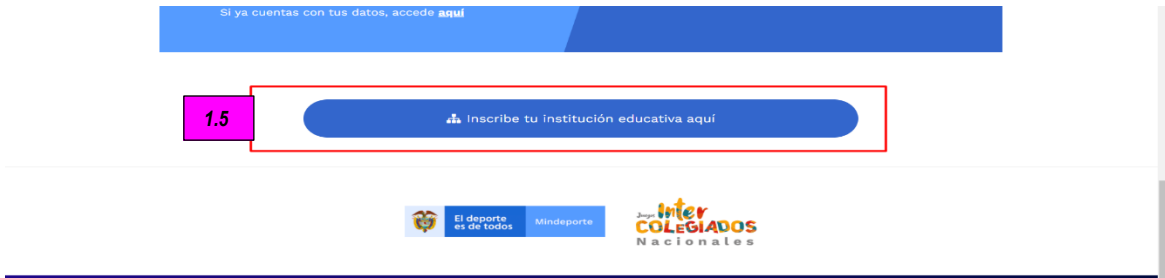 Si ya cuentas con tus datos, accede aquí
1.5
Inscribe tu institución educativa aquí
El deporte
es de todos
Mindeporte
Juegos
Inter
COLEGIADOS
Nacionales